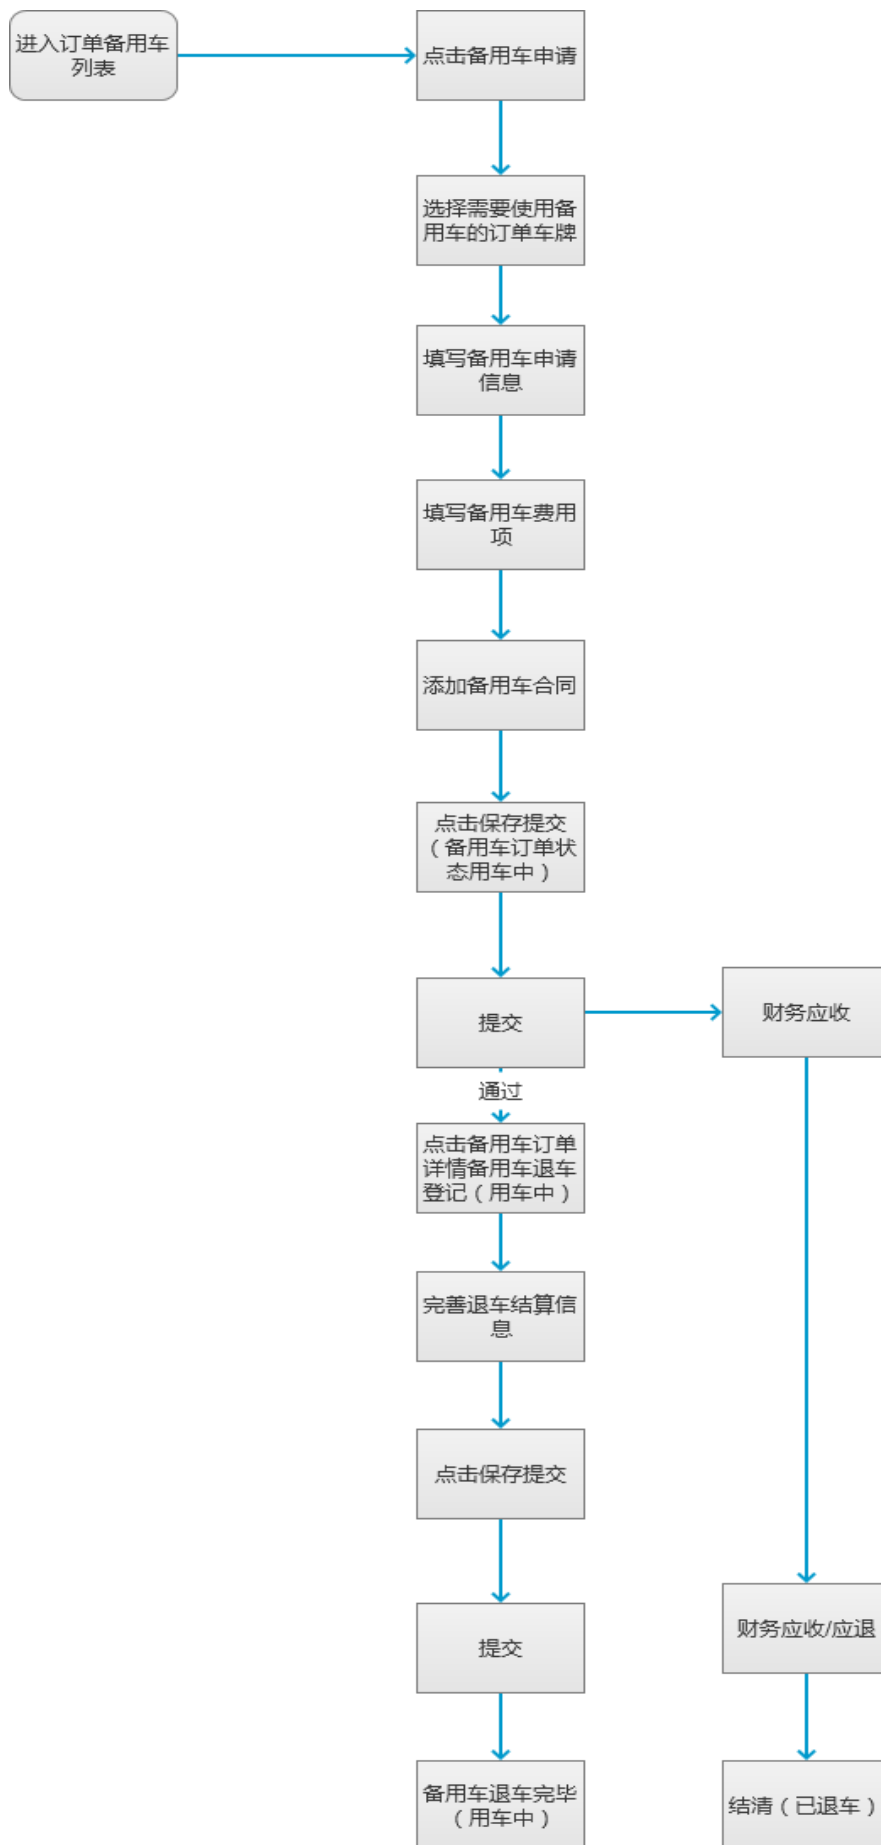 进入订单备用车
列表
点击备用车申请
选择需要使用备
用车的订单车牌
填写备用车申请
信息
填写备用车费用
项
添加备用车合同
点击保存提交
（备用车订单状
态用车中）
提交
财务应收
通过
点击备用车订单
详情备用车退车
登记（用车中）
完善退车结算信
息
点击保存提交
提交
财务应收/应退
备用车退车完毕
（用车中）
结清（已退车）